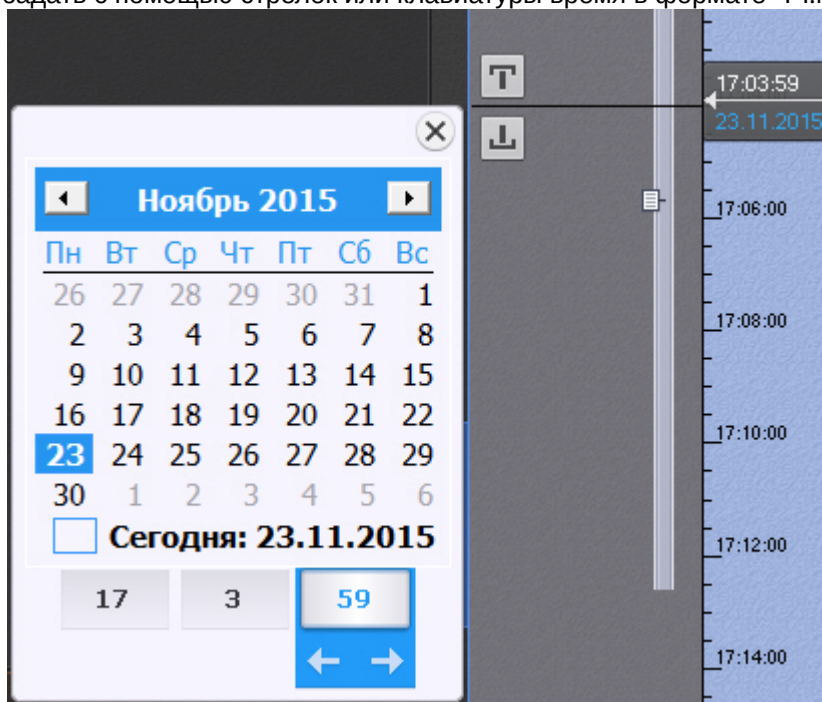 задать с помощью стрелок или клавиатуры время в формате
Ноябрь 2015
Пн Вт Ср Чт Пт Сб Вс
26 27 28 29 30 31 1
2 3 4 5 6 7 8
9 10 11 12 13 14 15
16 17 18 19 20 21 22
23 24 25 26 27 28 29
30 1 2 3 4 5 6
Сегодня: 23.11.2015
17 3 59
17:03:59
23.11.2015
17:06:00
17:08:00
17:10:00
17:12:00
17:14:00